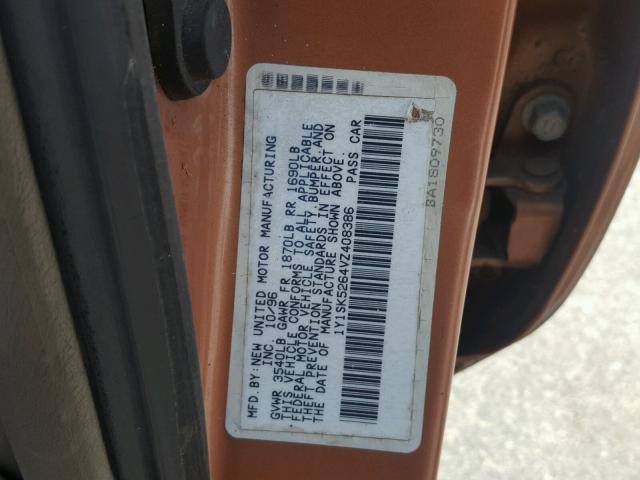 MFD. BY:NEW UNITED MOTOR MANUFACTURING
INC. 10/96
GVWR 3540LB GAWR FR 1870LB RR 1690LB
THIS VEHICLE CONFORMS TO ALL APPLICABLE
FEDERAL MOTOR VEHICLE SAFETY, BUMPER,AND
THEFT PREVENTION STANDARDS IN EFFECT ON
THE DATE OF MANUFACTURE SHOWN ABOVE.
1Y1SK5264VZ408386 PASS CAR
BA1809730